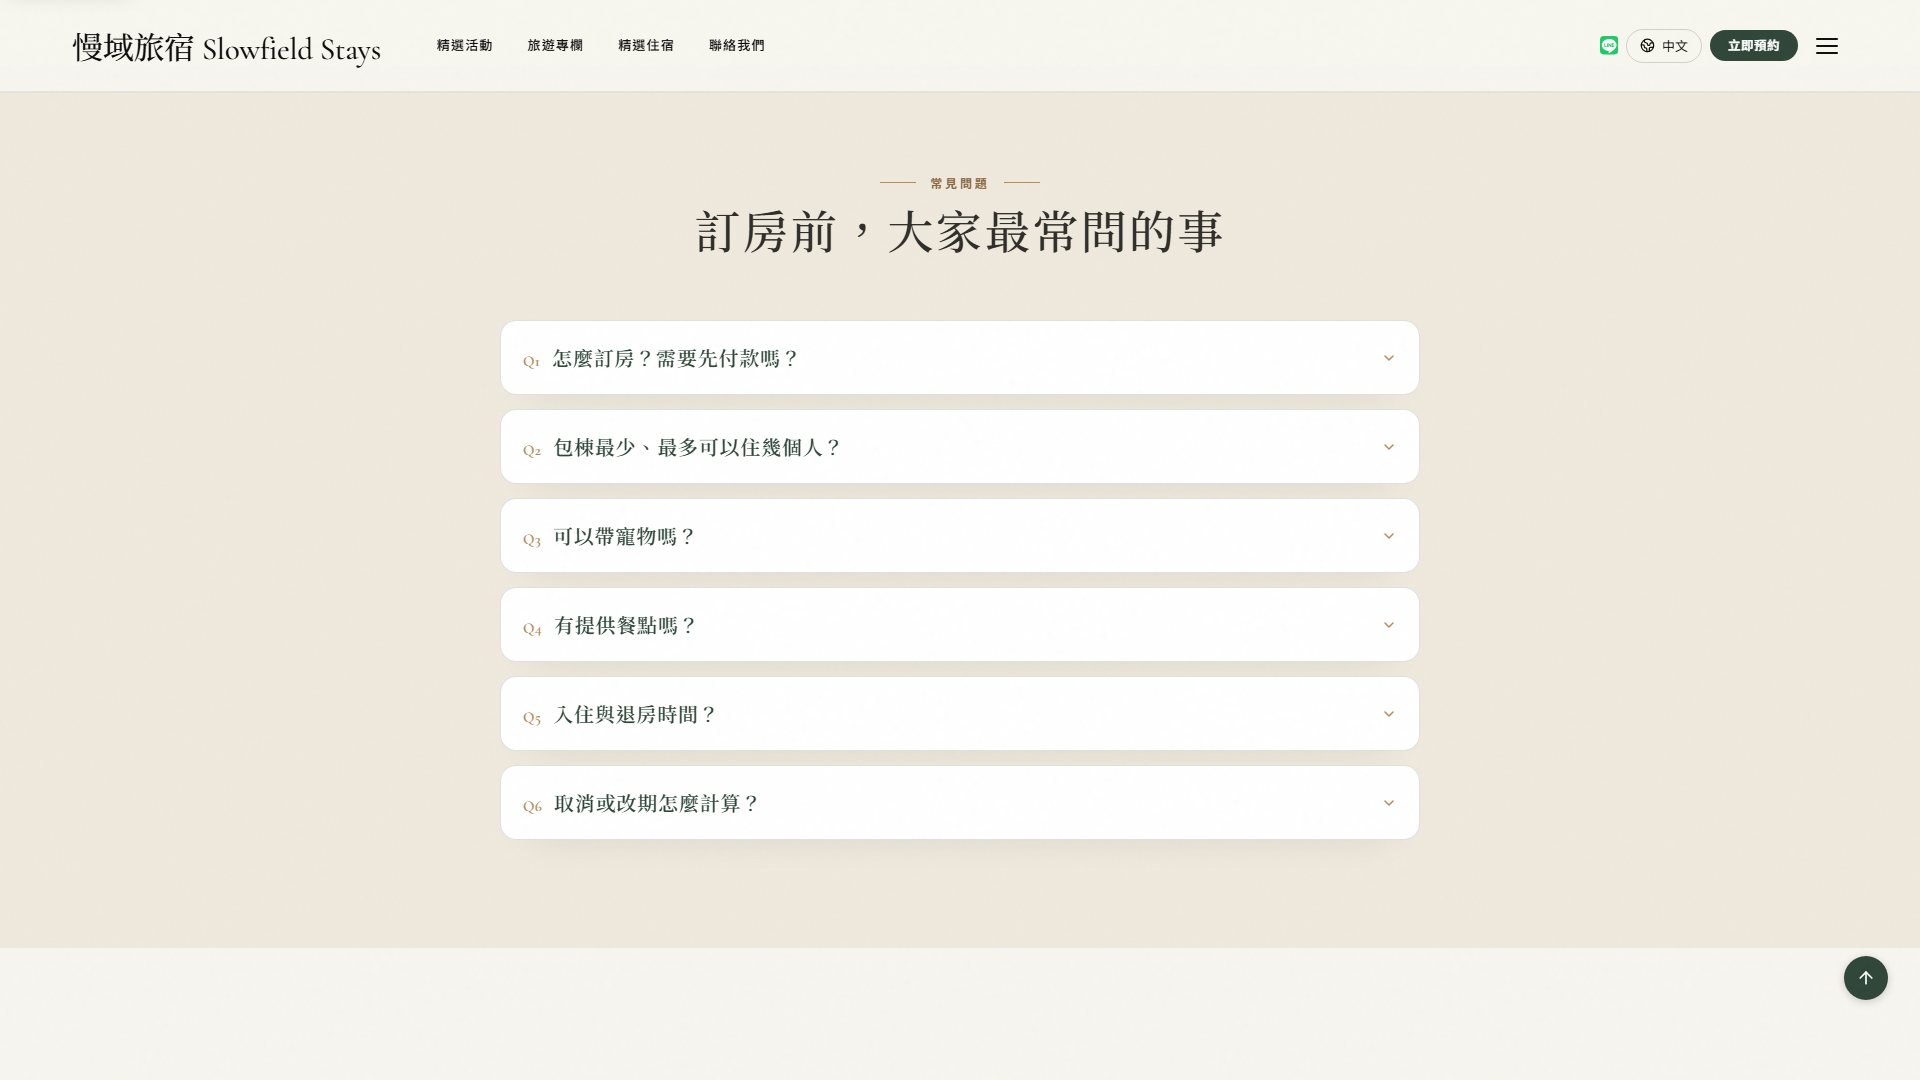 慢域旅宿 Slowfield Stays
精選活動
旅遊專欄
精選住宿
聯絡我們
LINE
中文
立即預約
常見問題
訂房前，大家最常問的事
Q1 怎麼訂房？需要先付款嗎？
Q2 包棟最少、最多可以住幾個人？
Q3 可以帶寵物嗎？
Q4 有提供餐點嗎？
Q5 入住與退房時間？
Q6 取消或改期怎麼計算？